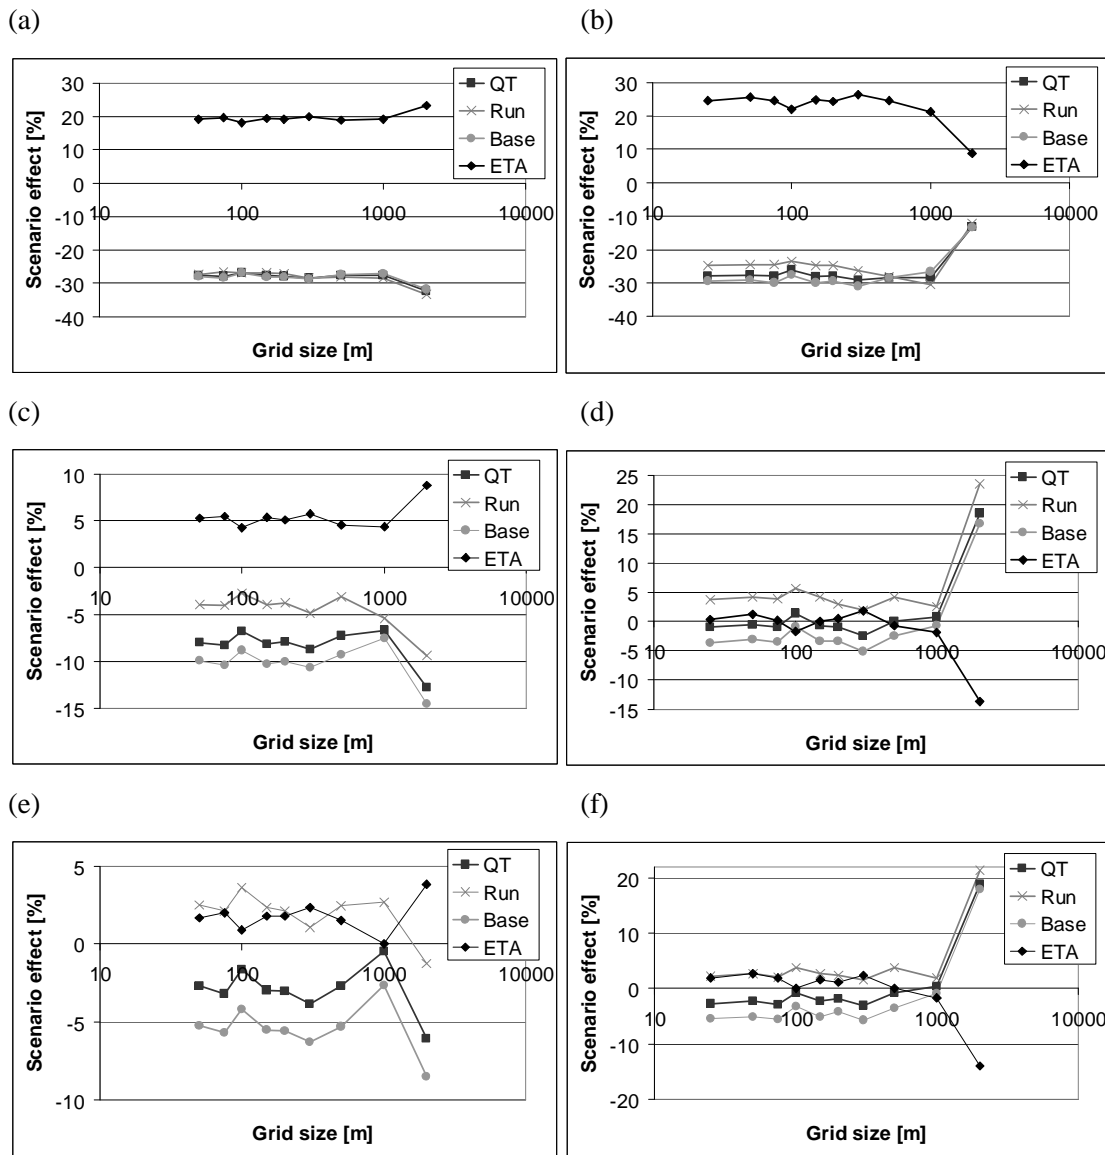 (a)
30
20
10
0
-10
-20
-30
-40
10 100 1000 10000
Scenario effect [%]
Grid size [m]
QT
Run
Base
ETA
(b)
30
20
10
0
-10
-20
-30
-40
10 100 1000 10000
Scenario effect [%]
Grid size [m]
QT
Run
Base
ETA
(c)
10
5
0
-5
-10
-15
10 100 1000 10000
Scenario effect [%]
Grid size [m]
QT
Run
Base
ETA
(d)
25
20
15
10
5
0
-5
-10
-15
10 100 1000 10000
Scenario effect [%]
Grid size [m]
QT
Run
Base
ETA
(e)
5
0
-5
-10
10 100 1000 10000
Scenario effect [%]
Grid size [m]
QT
Run
Base
ETA
(f)
20
10
0
-10
-20
10 100 1000 10000
Scenario effect [%]
Grid size [m]
QT
Run
Base
ETA